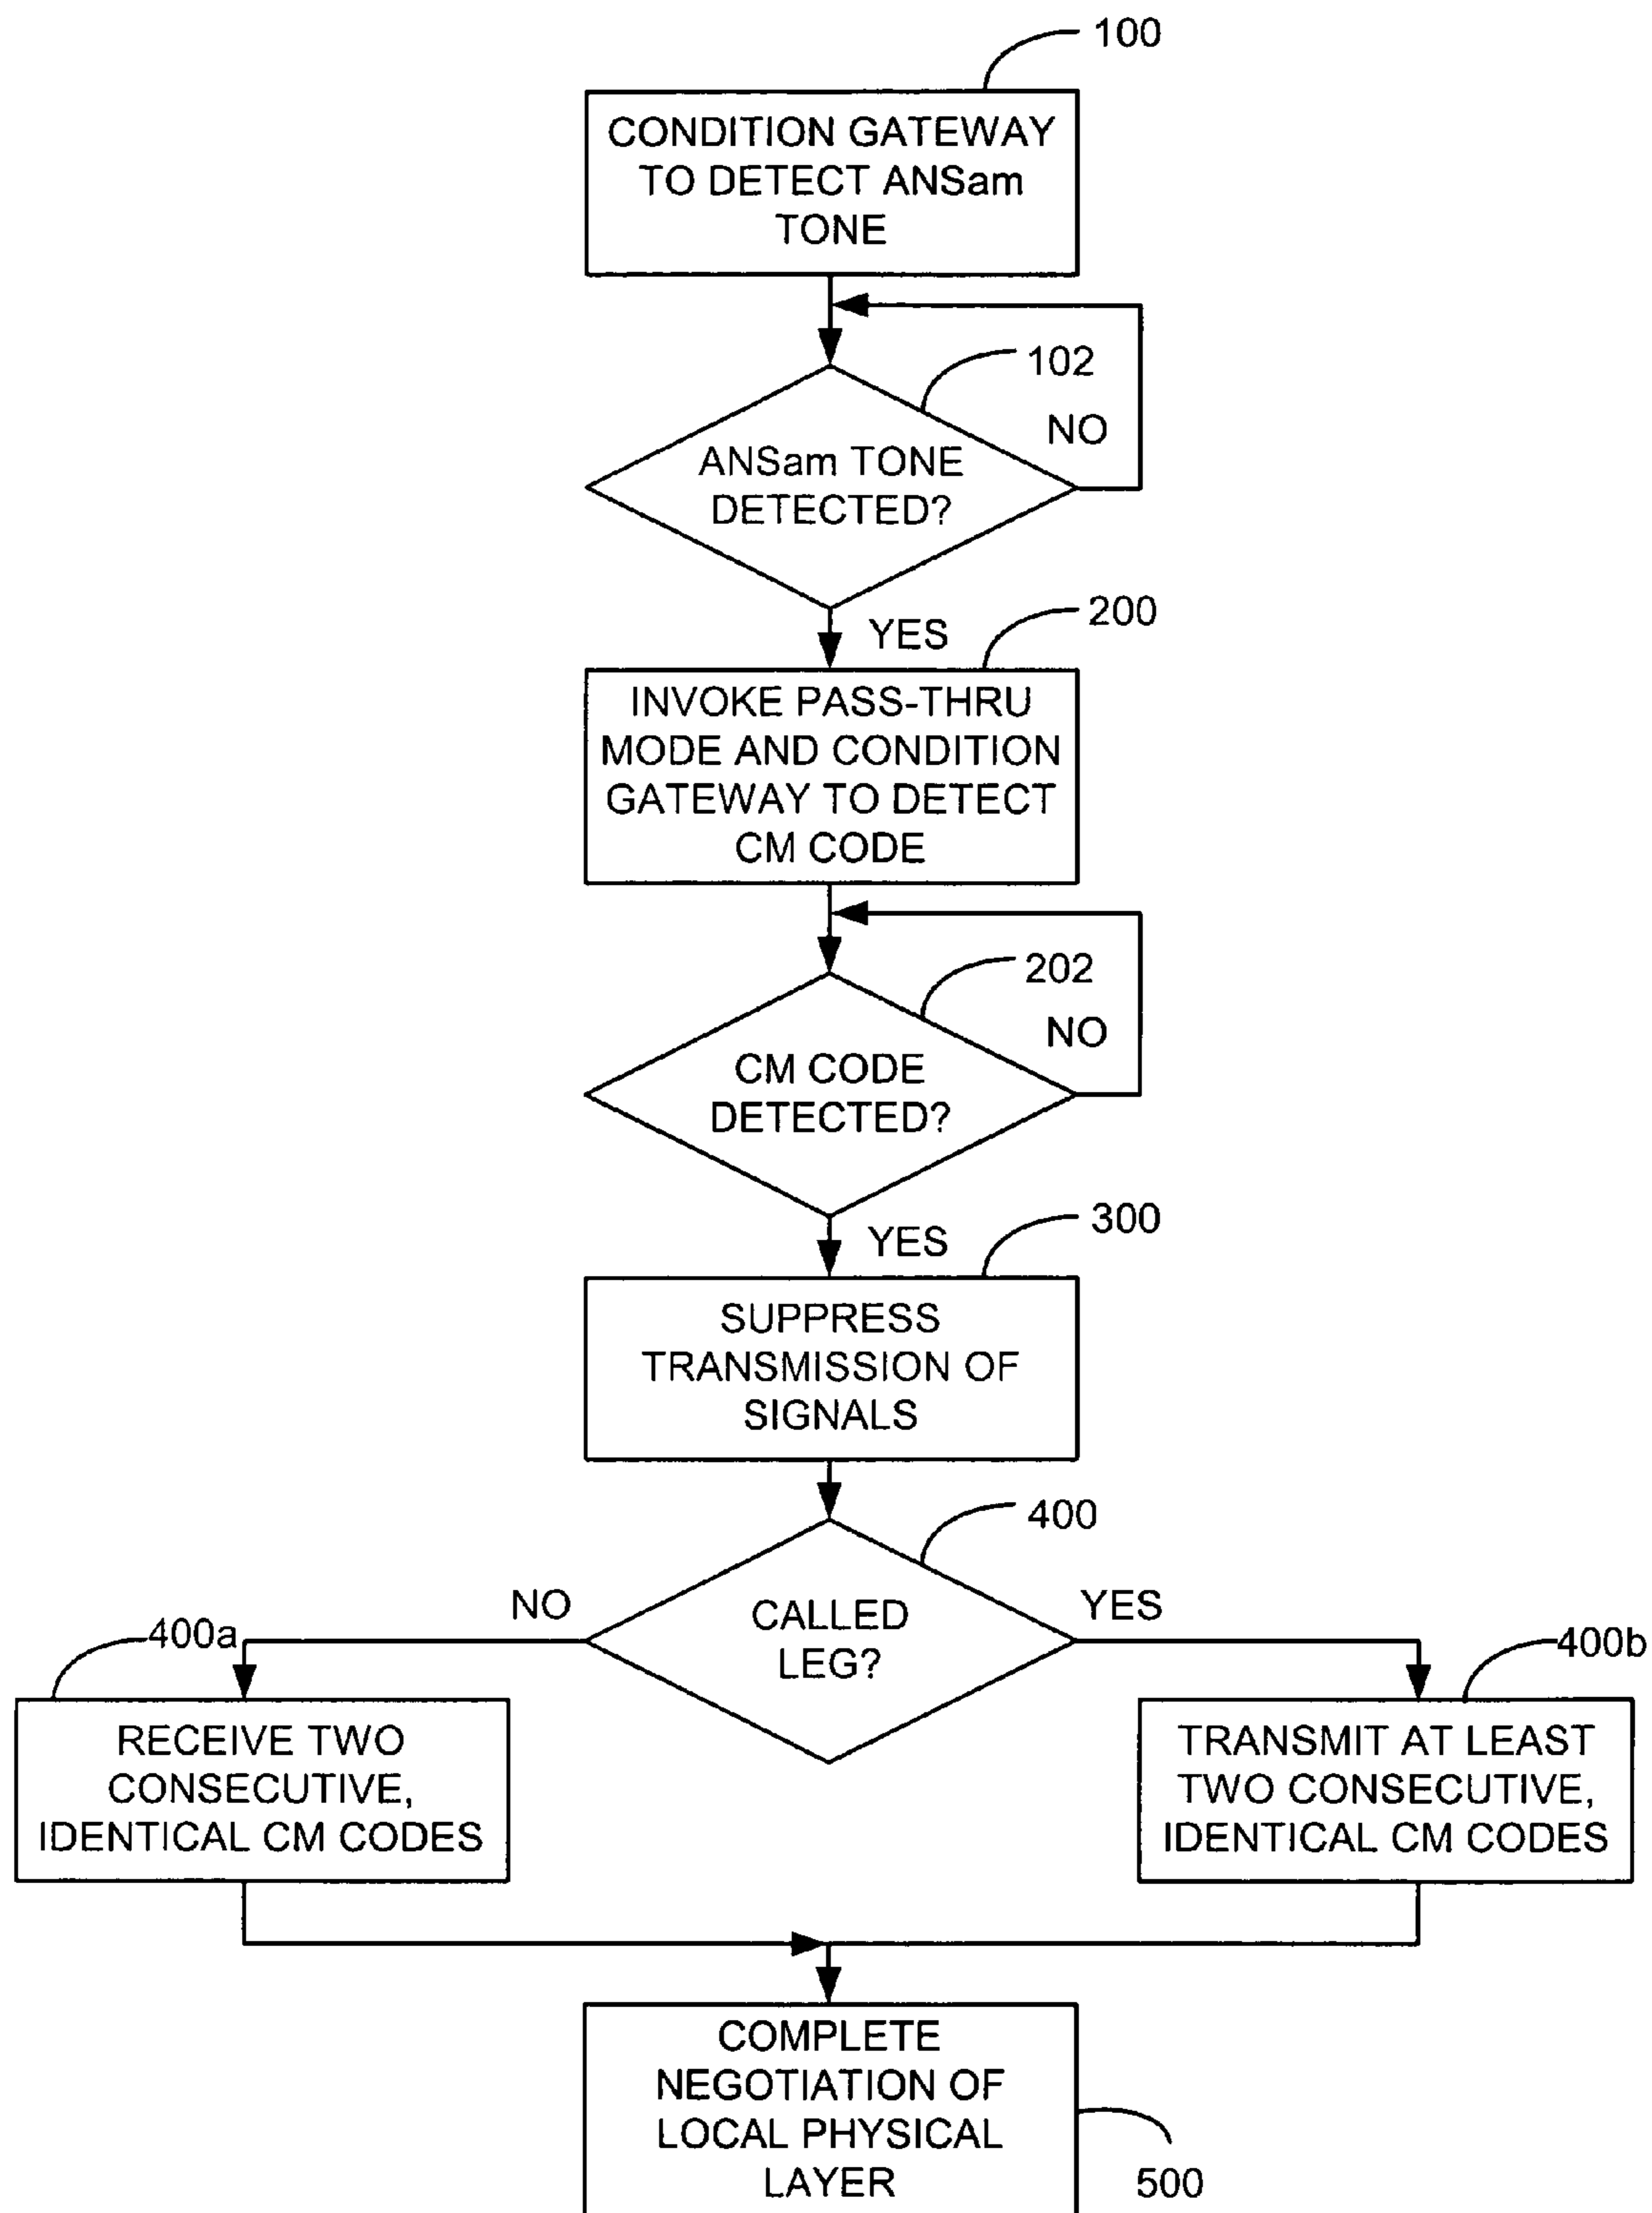 100
CONDITION GATEWAY
TO DETECT ANSam
TONE
102
NO
ANSam TONE
DETECTED?
YES
200
INVOKE PASS-THRU
MODE AND CONDITION
GATEWAY TO DETECT
CM CODE
202
NO
CM CODE
DETECTED?
YES
300
SUPPRESS
TRANSMISSION OF
SIGNALS
400
NO
CALLED
LEG?
YES
400a
400b
RECEIVE TWO
CONSECUTIVE,
IDENTICAL CM CODES
TRANSMIT AT LEAST
TWO CONSECUTIVE,
IDENTICAL CM CODES
COMPLETE
NEGOTIATION OF
LOCAL PHYSICAL
LAYER
500